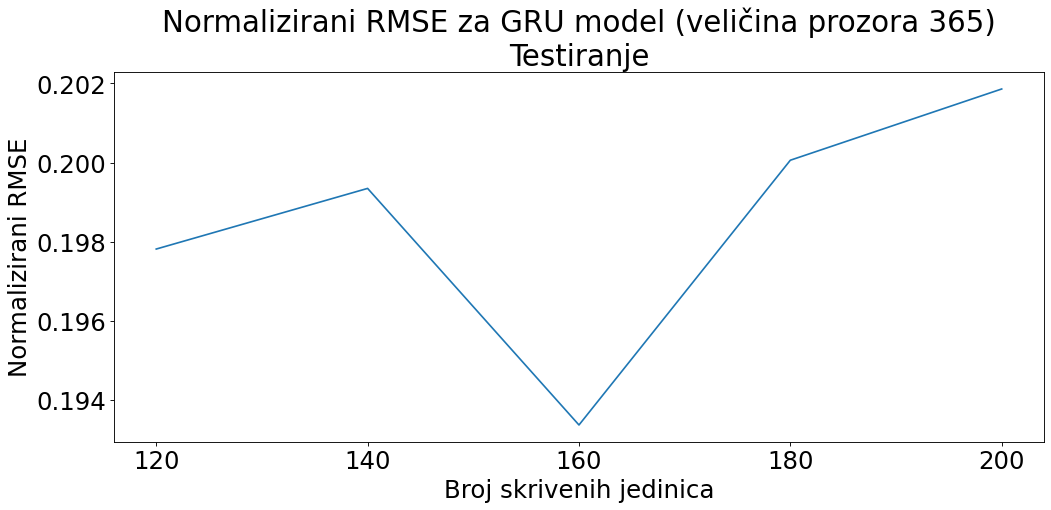 Normalizirani RMSE za GRU model (veličina prozora 365)
Testiranje
Normalizirani RMSE
0.202
0.200
0.198
0.196
0.194
120 140 160 180 200
Broj skrivenih jedinica